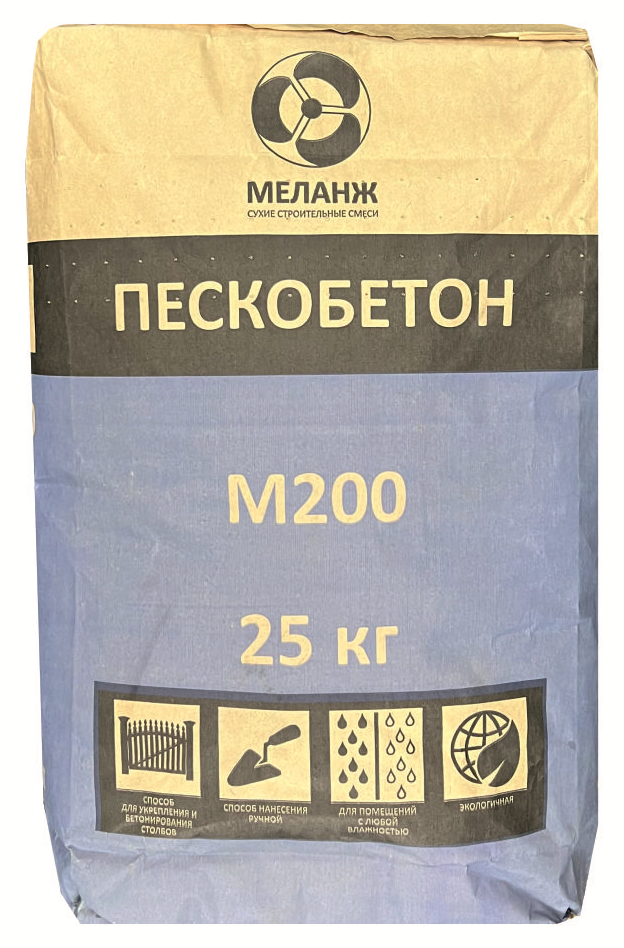 МЕЛАНЖ
СУХИЕ СТРОИТЕЛЬНЫЕ СМЕСИ
ПЕСКОБЕТОН
М200
25 кг
СПОСОБ
ДЛЯ УКРЕПЛЕНИЯ И
БЕТОНИРОВАНИЯ
СТОЛБОВ
СПОСОБ НАНЕСЕНИЯ
РУЧНОЙ
ДЛЯ ПОМЕЩЕНИЙ
С ЛЮБОЙ
ВЛАЖНОСТЬЮ
ЭКОЛОГИЧНАЯ